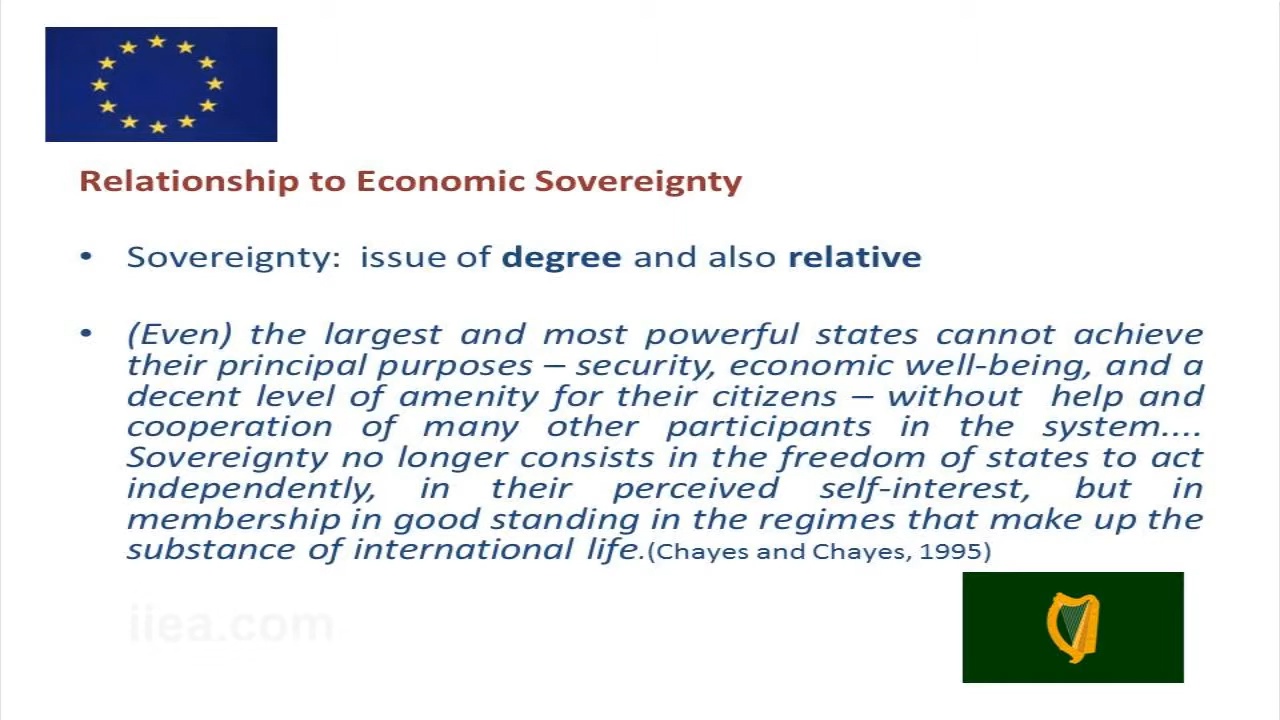 Relationship to Economic Sovereignty
• Sovereignty:  issue of degree and also relative
• (Even) the largest and most powerful states cannot achieve
their principal purposes – security, economic well-being, and a
decent level of amenity for their citizens – without  help and
cooperation of many other participants in the system....
Sovereignty no longer consists in the freedom of states to act
independently, in their perceived self-interest, but in
membership in good standing in the regimes that make up the
substance of international life.(Chayes and Chayes, 1995)
iiea.com